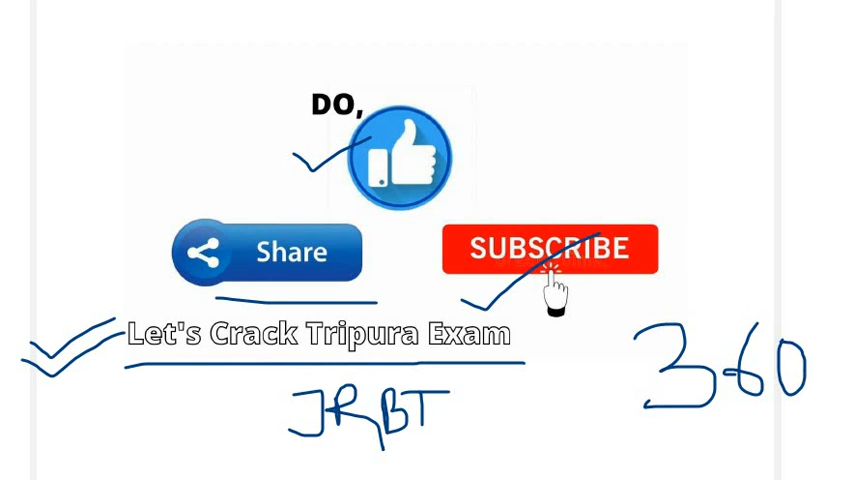 DO,
Share
SUBSCRIBE
Let's Crack Tripura Exam
JRBT
360